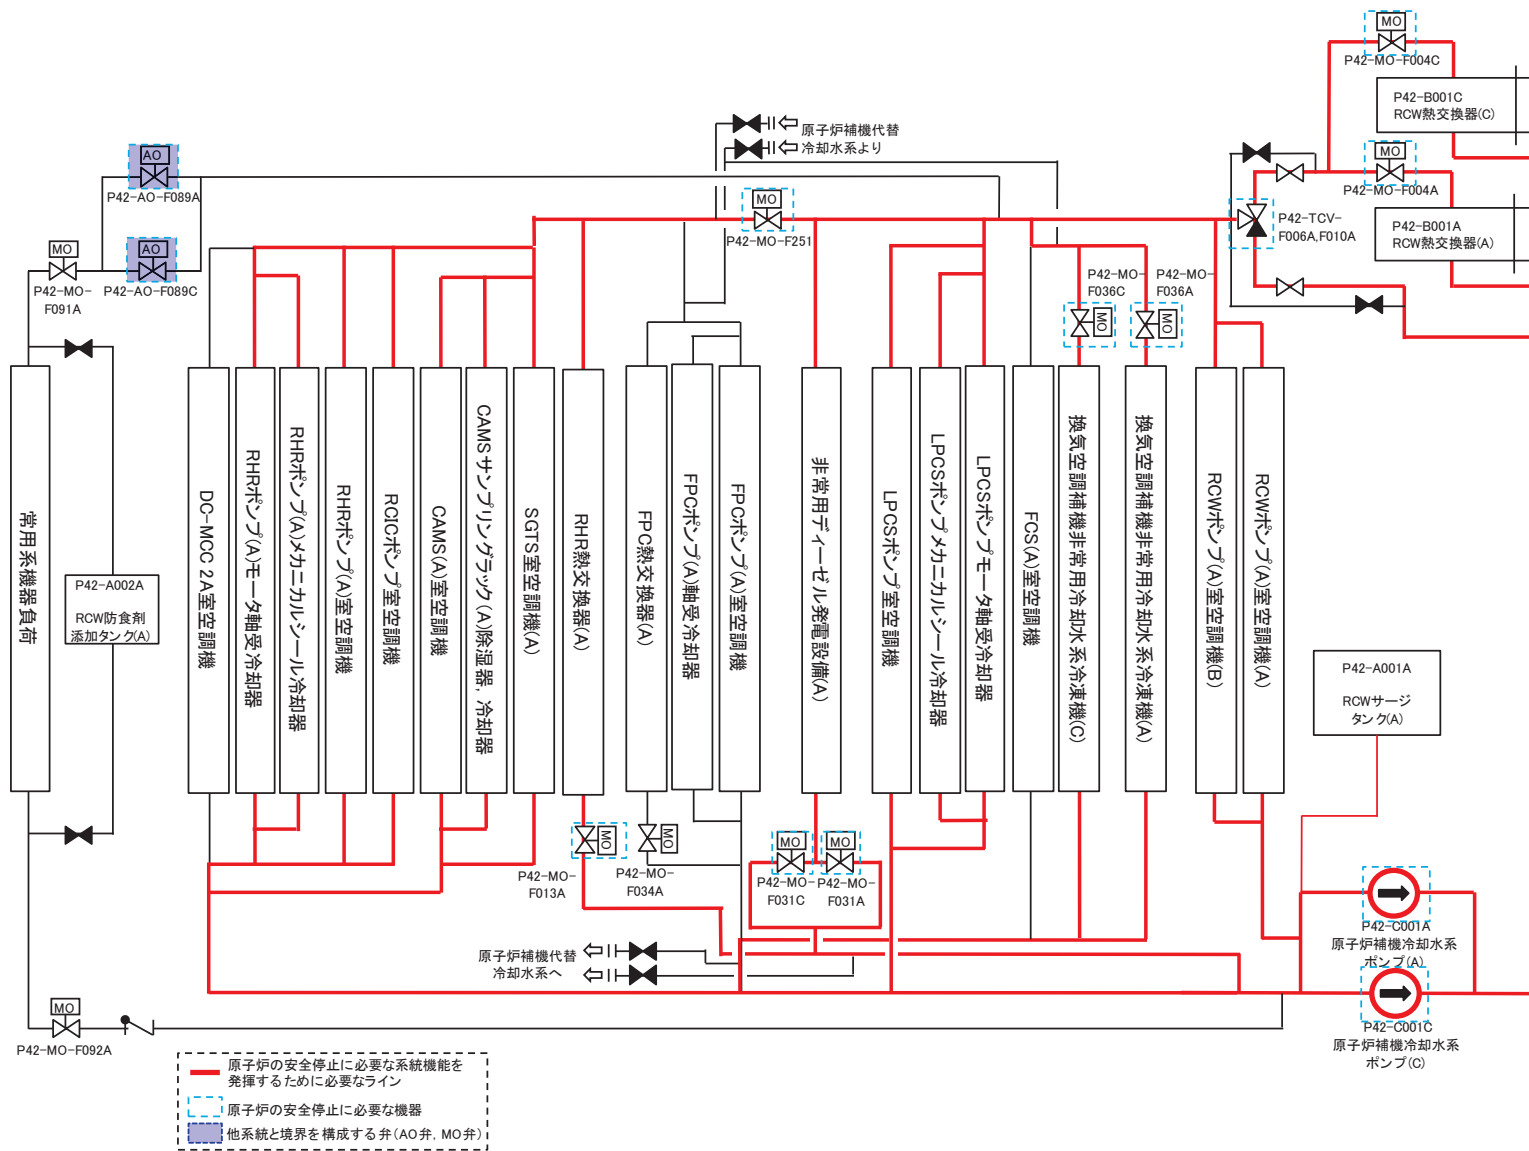 MO
P42-MO-F004C
P42-B001C
RCW熱交換器(C)
原子炉補機代替
冷却水系より
AO
P42-AO-F089A
MO
P42-MO-F004A
MO
P42-MO-F251
P42-TCV-
F006A,F010A
P42-B001A
RCW熱交換器(A)
MO
P42-MO-
F091A
AO
P42-AO-F089C
P42-MO-
F036C
MO
P42-MO-
F036A
MO
常用系機器負荷
P42-A002A
RCW防食剤
添加タンク(A)
DC-MCC 2A室空調機
RHRポンプ(A)モータ軸受冷却器
RHRポンプ(A)メカニカルシール冷却器
RHRポンプ(A)室空調機
RCICポンプ室空調機
CAMS(A)室空調機
CAMSサンプリングラック(A)除湿器, 冷却器
SGTS室空調機(A)
RHR熱交換器(A)
FPC熱交換器(A)
FPCポンプ(A)軸受冷却器
FPCポンプ(A)室空調機
非常用ディーゼル発電設備(A)
LPCSポンプ室空調機
LPCSポンプメカニカルシール冷却器
LPCSポンプモータ軸受冷却器
FCS(A)室空調機
換気空調補機非常用冷却水系冷凍機(C)
換気空調補機非常用冷却水系冷凍機(A)
RCWポンプ(A)室空調機(B)
RCWポンプ(A)室空調機(A)
P42-A001A
RCWサージ
タンク(A)
MO
P42-MO-
F013A
MO
P42-MO-
F034A
MO
P42-MO-
F031C
MO
P42-MO-
F031A
P42-C001A
原子炉補機冷却水系
ポンプ(A)
原子炉補機代替
冷却水系へ
P42-C001C
原子炉補機冷却水系
ポンプ(C)
MO
P42-MO-F092A
原子炉の安全停止に必要な系統機能を
発揮するために必要なライン
原子炉の安全停止に必要な機器
他系統と境界を構成する弁(AO弁, MO弁)